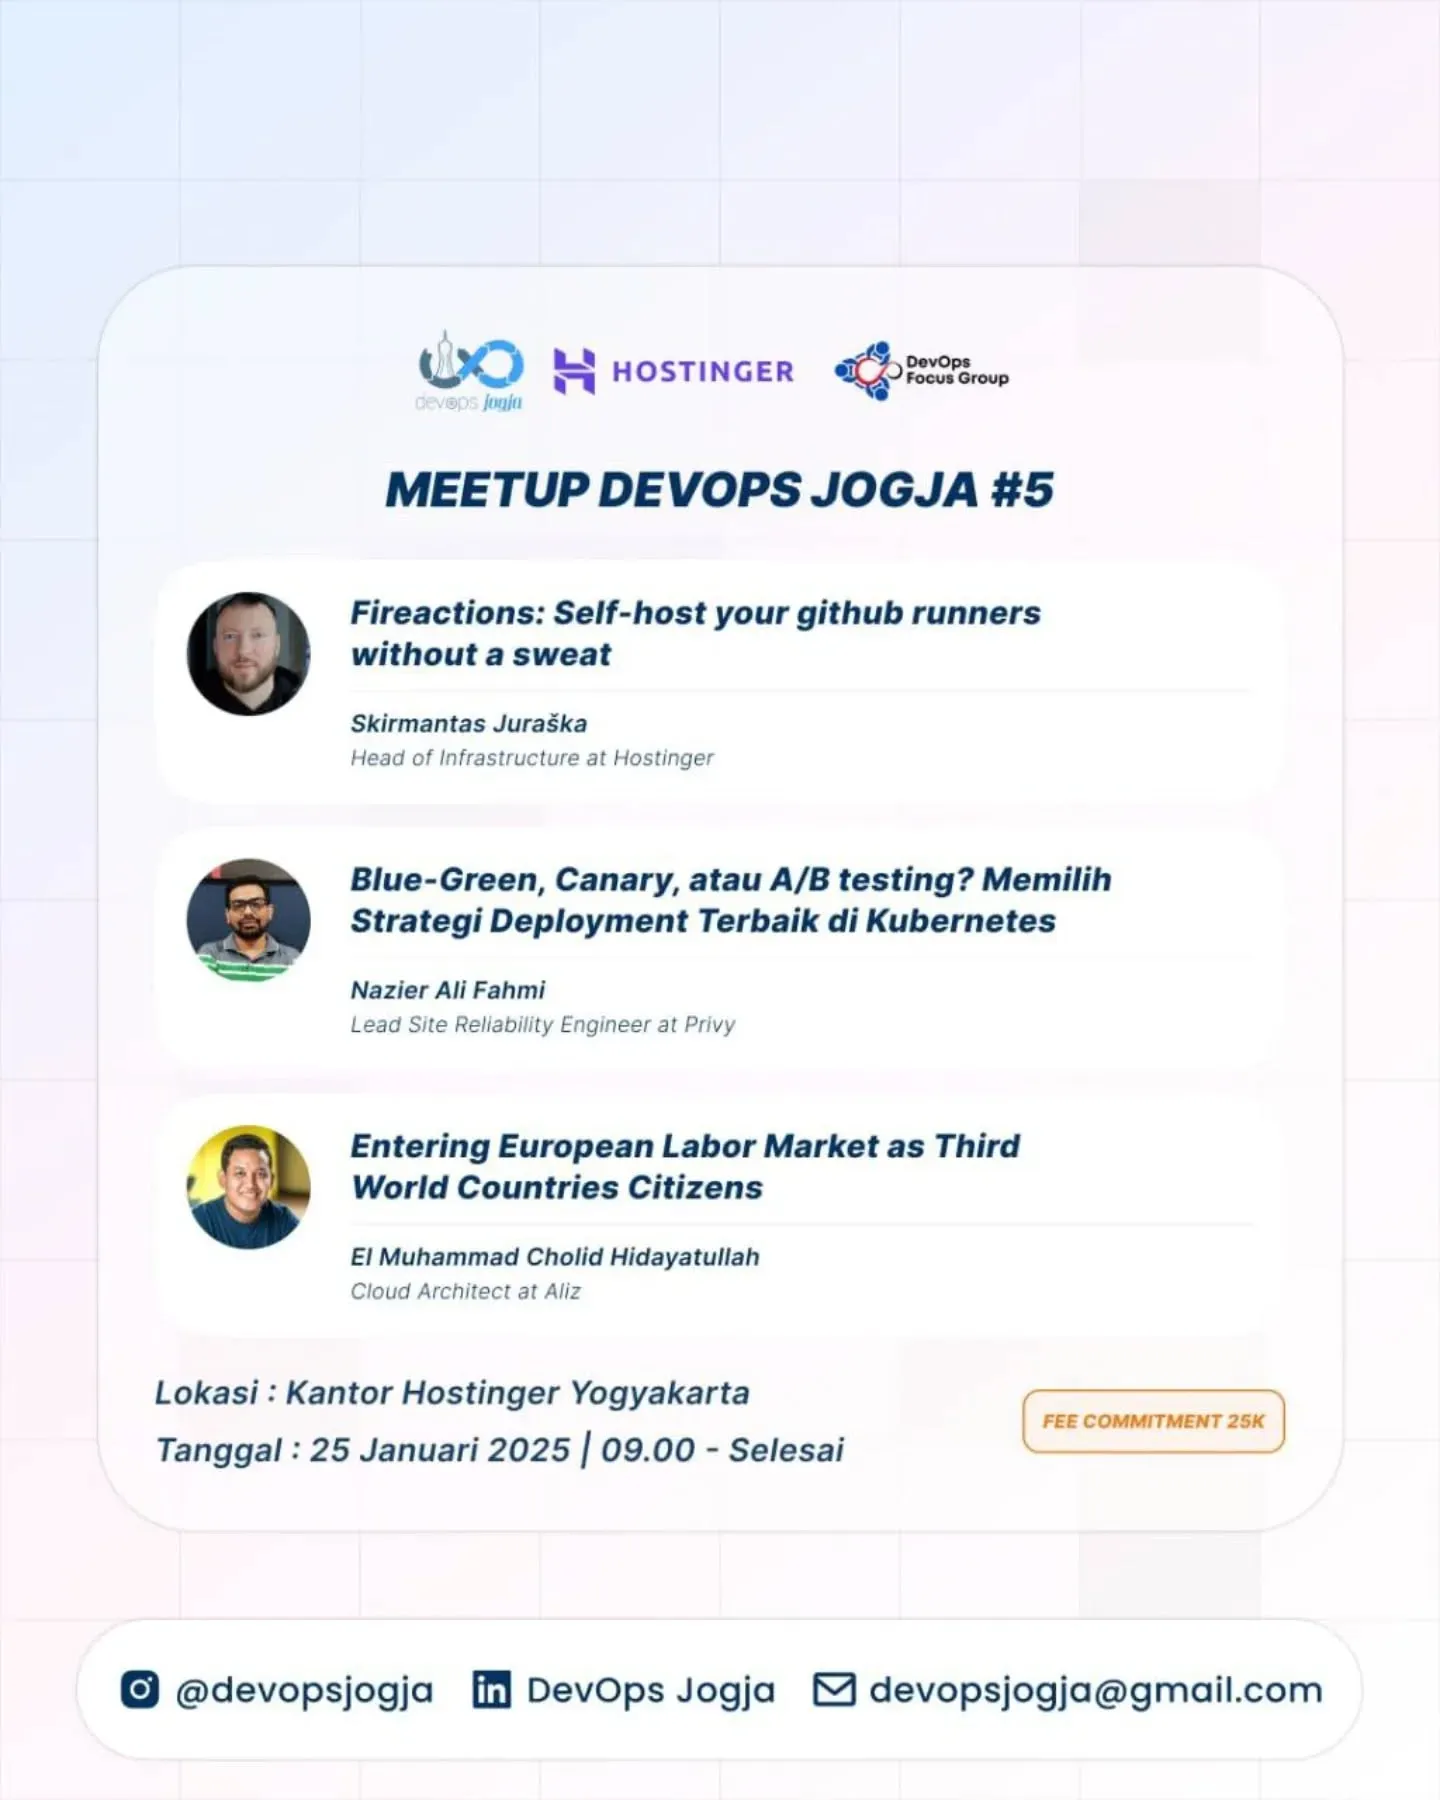 devops jogja
HOSTINGER
DevOps
Focus Group
MEETUP DEVOPS JOGJA #5
Fireactions: Self-host your github runners
without a sweat
Skirmantas Juraška
Head of Infrastructure at Hostinger
Blue-Green, Canary, atau A/B testing? Memilih
Strategi Deployment Terbaik di Kubernetes
Nazier Ali Fahmi
Lead Site Reliability Engineer at Privy
Entering European Labor Market as Third
World Countries Citizens
El Muhammad Cholid Hidayatullah
Cloud Architect at Aliz
Lokasi : Kantor Hostinger Yogyakarta
Tanggal : 25 Januari 2025 | 09.00 - Selesai
FEE COMMITMENT 25K
@devopsjogja
DevOps Jogja
devopsjogja@gmail.com